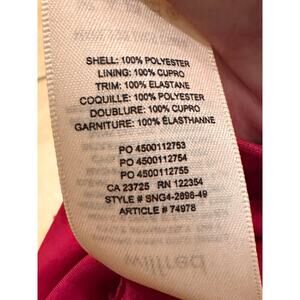 SHELL: 100% POLYESTER
LINING: 100% CUPRO
TRIM: 100% ELASTANE
COQUILLE: 100% POLYESTER
DOUBLURE: 100% CUPRO
GARNITURE: 100% ÉLASTHANNE
PO 4500112753
PO 4500112754
PO 4500112755
CA 23725 RN 122354
STYLE # SNG4-2898-49
ARTICLE # 74978
wilfred